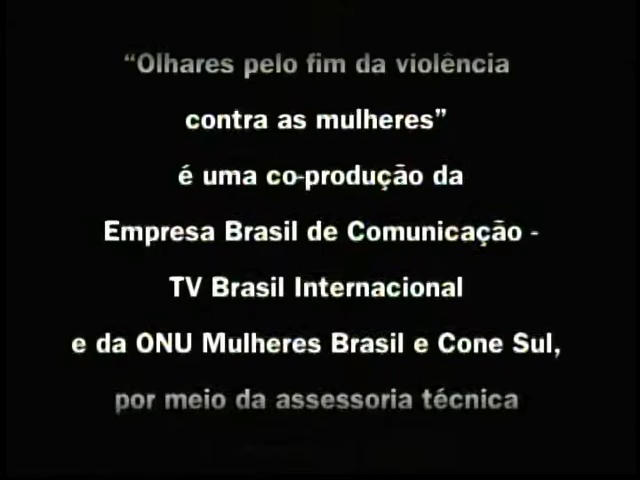 “Olhares pelo fim da violência
contra as mulheres”
é uma co-produção da
Empresa Brasil de Comunicação -
TV Brasil Internacional
e da ONU Mulheres Brasil e Cone Sul,
por meio da assessoria técnica